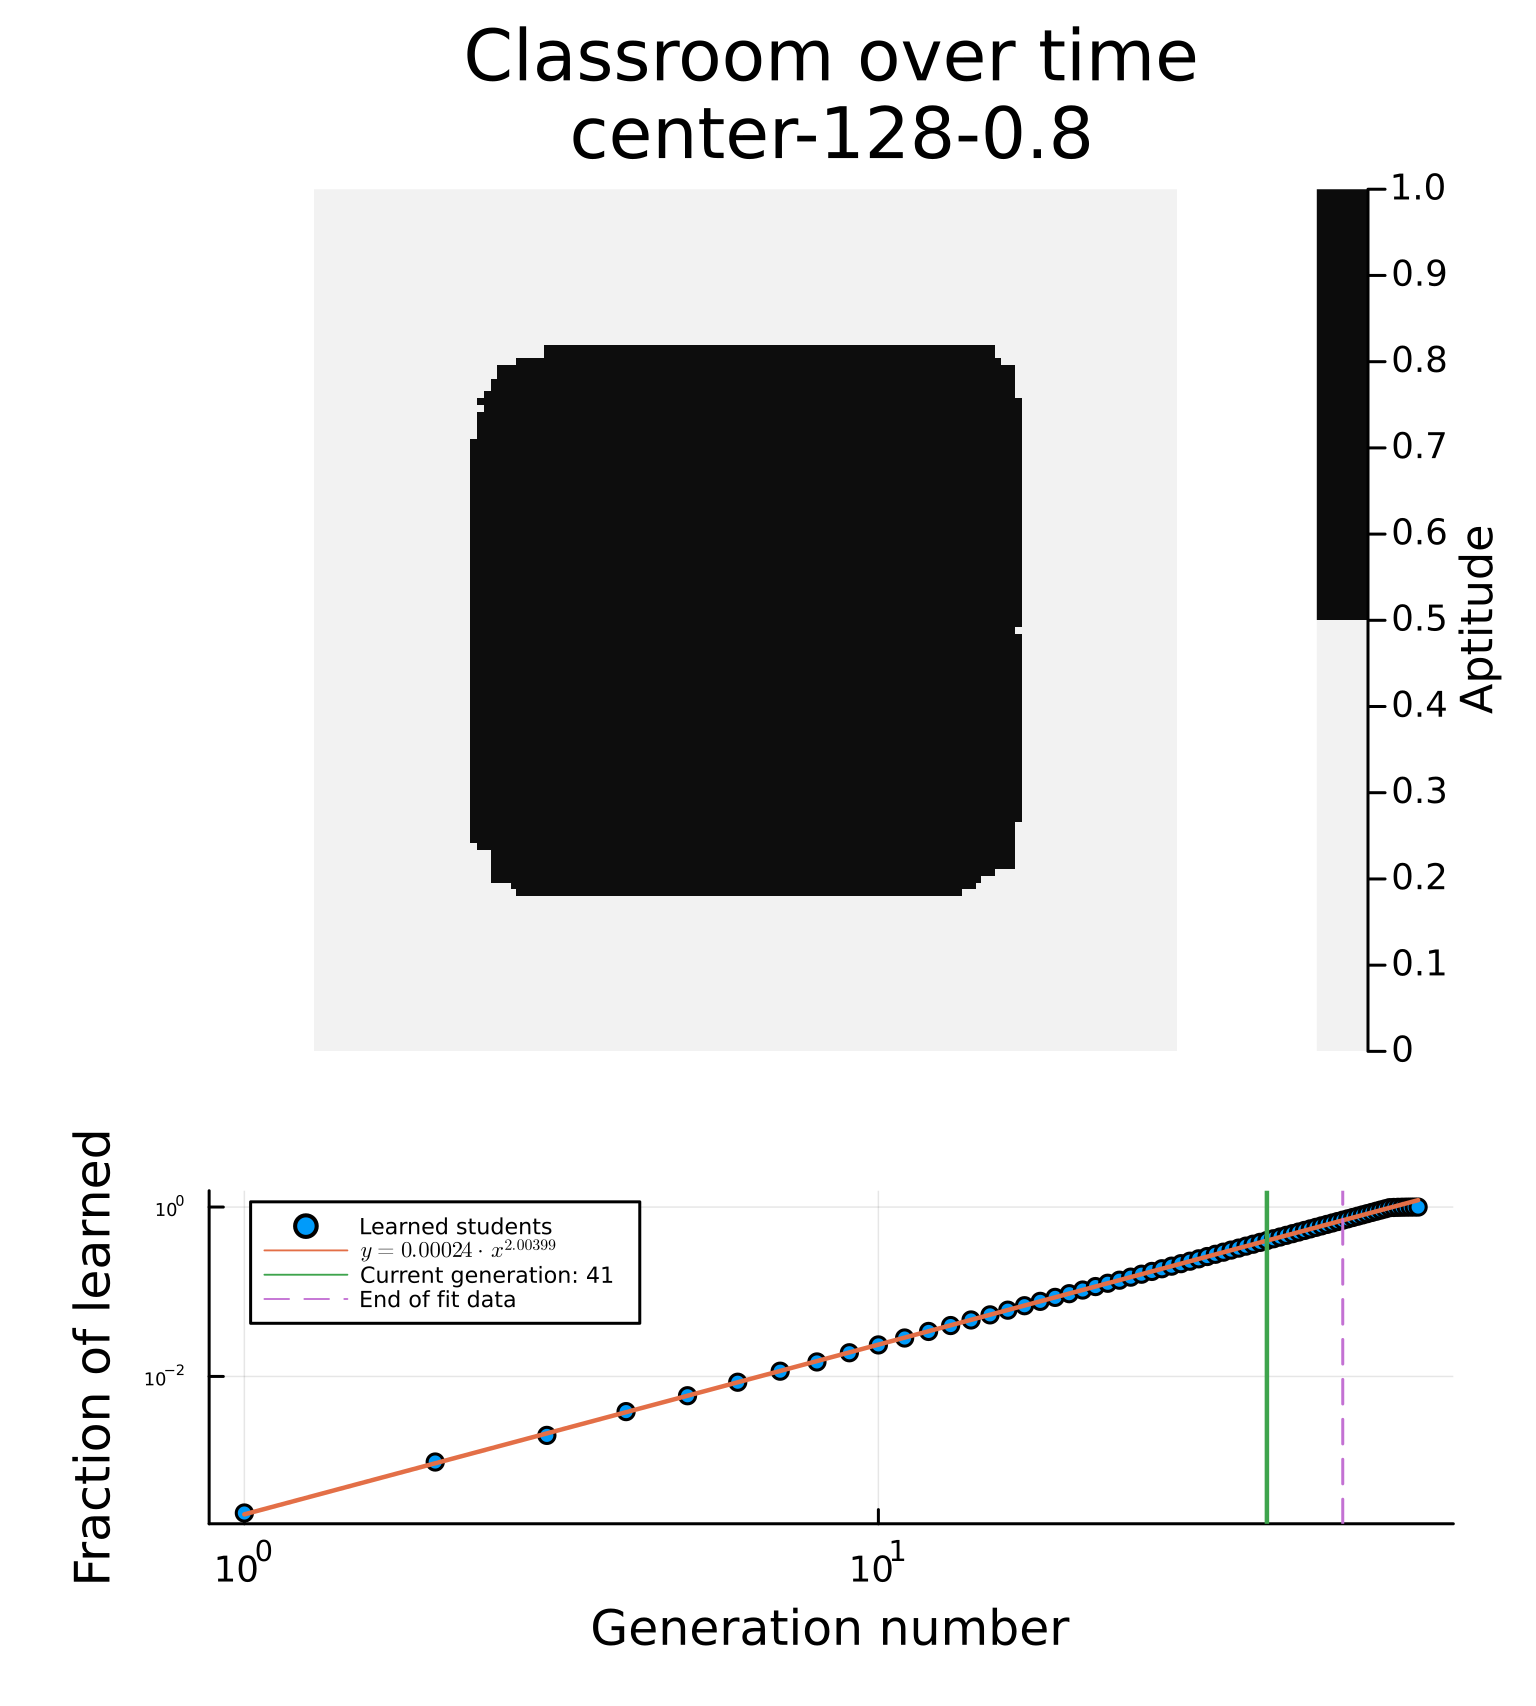 Classroom over time
center-128-0.8
1.0
0.9
0.8
0.7
0.6
0.5
0.4
0.3
0.2
0.1
0
Aptitude
Fraction of learned
10⁰
10⁻²
Learned students
y = 0.00024 · x^{2.00399}
Current generation: 41
End of fit data
10⁰
10¹
Generation number